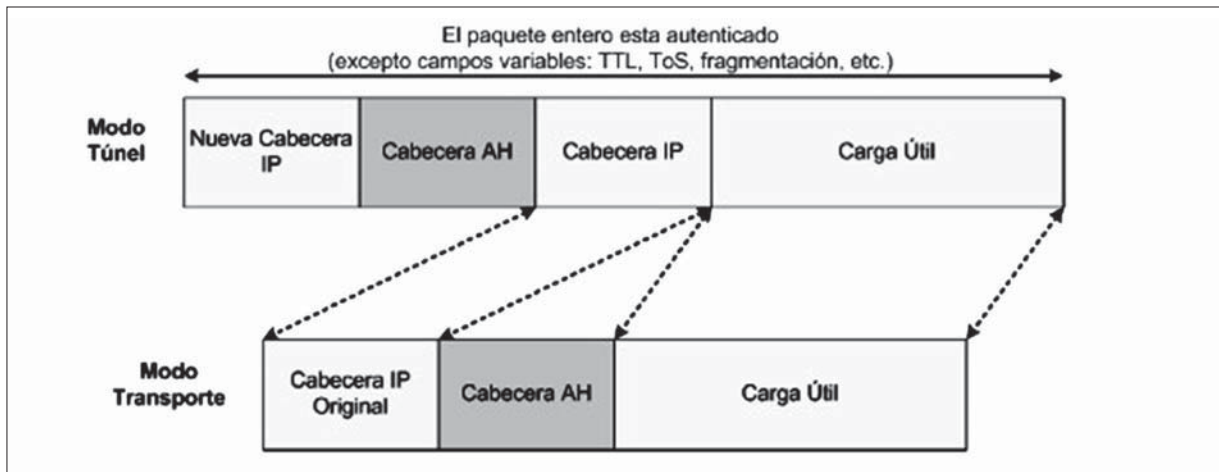 El paquete entero esta autenticado
(excepto campos variables: TTL, ToS, fragmentación, etc.)
Modo
Túnel
Nueva Cabecera
IP
Cabecera AH
Cabecera IP
Carga Útil
Modo
Transporte
Cabecera IP
Original
Cabecera AH
Carga Útil